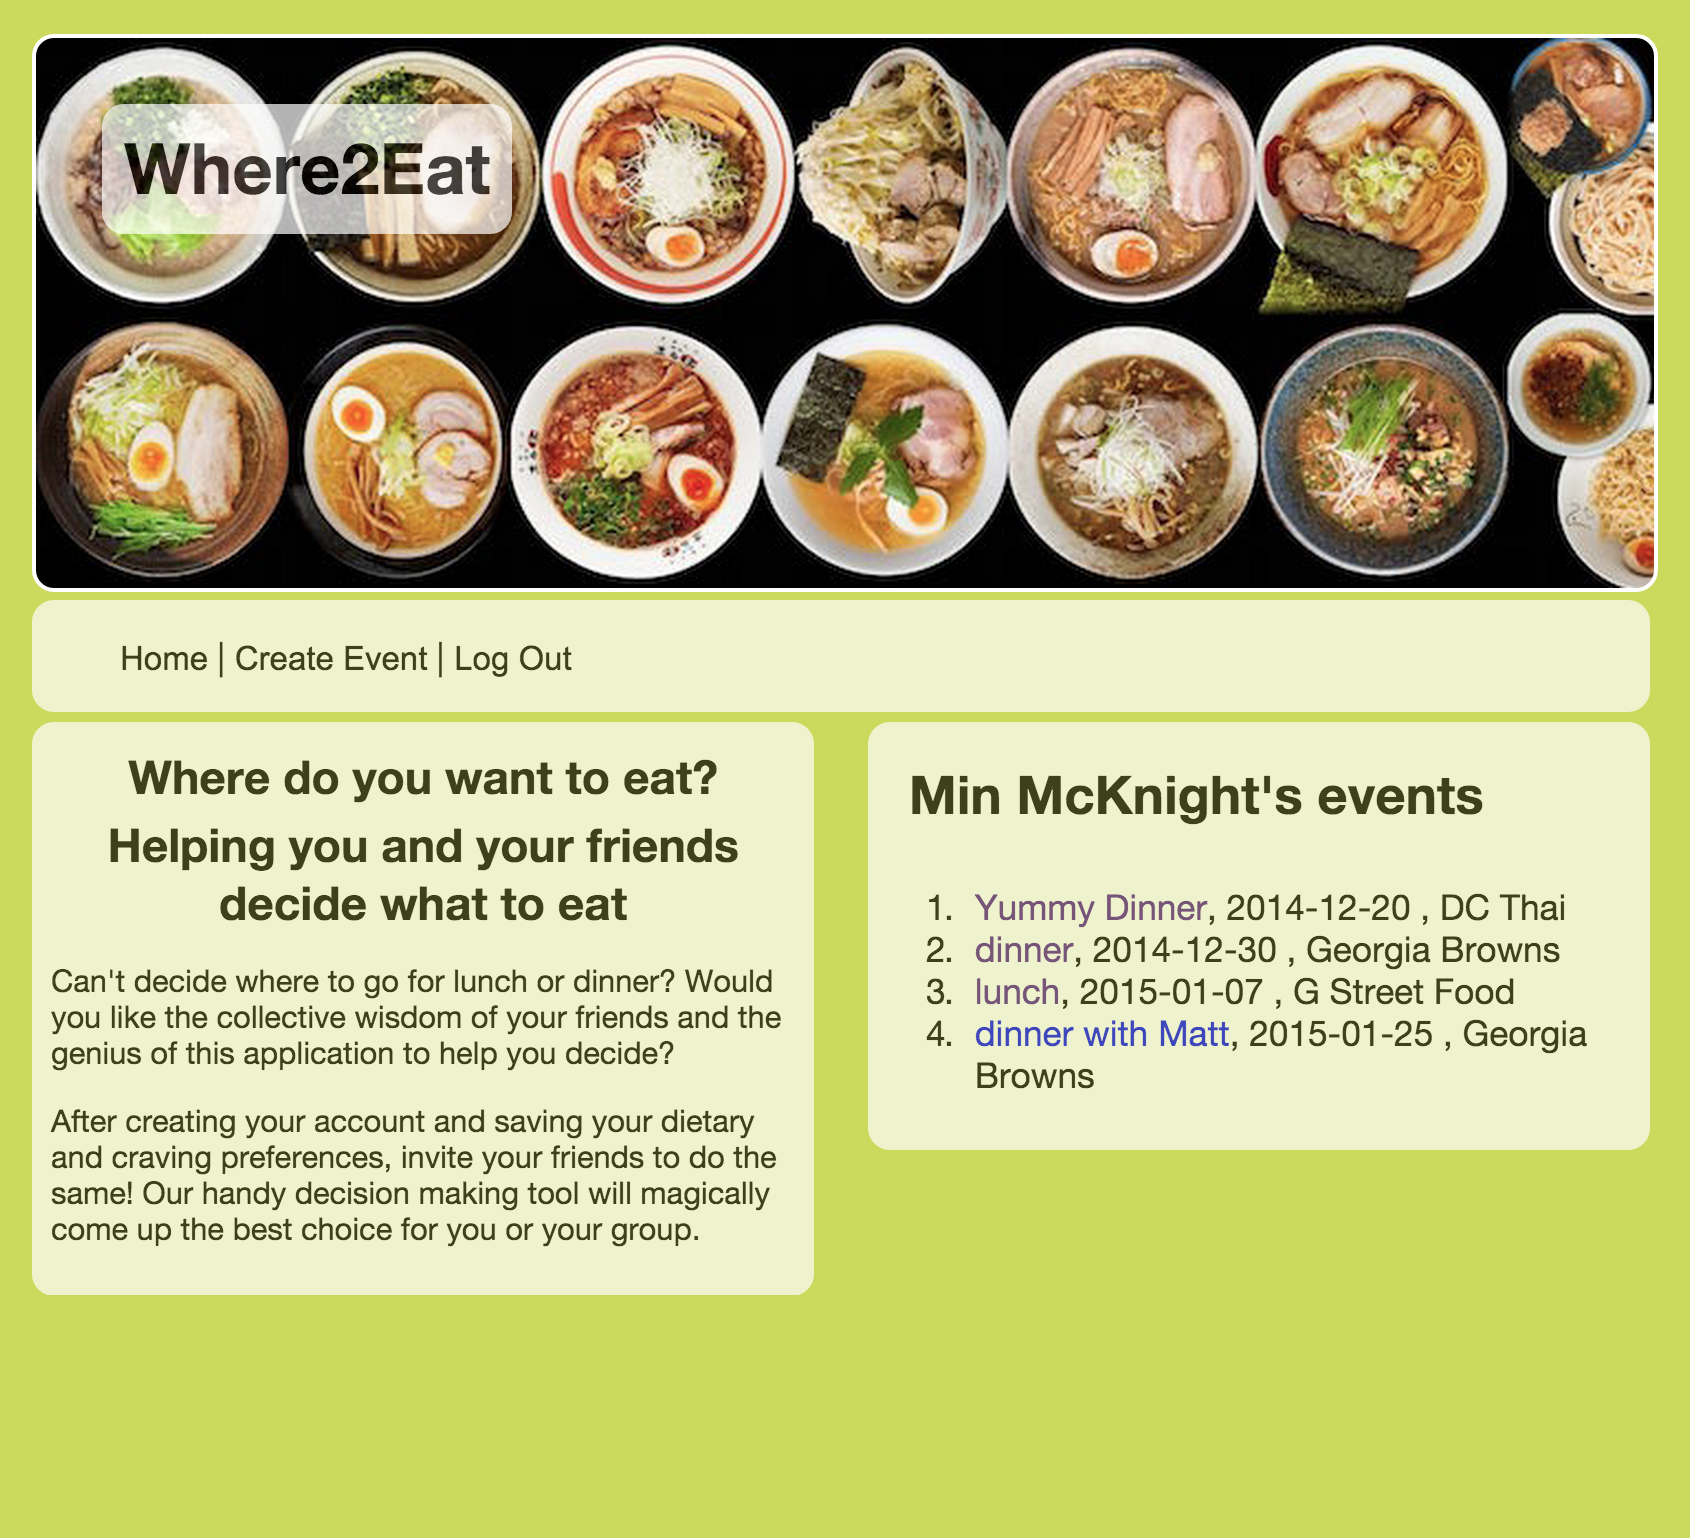 Where2Eat
Home | Create Event | Log Out
Where do you want to eat?
Helping you and your friends
decide what to eat
Can't decide where to go for lunch or dinner? Would
you like the collective wisdom of your friends and the
genius of this application to help you decide?
After creating your account and saving your dietary
and craving preferences, invite your friends to do the
same! Our handy decision making tool will magically
come up the best choice for you or your group.
Min McKnight's events
1. Yummy Dinner, 2014-12-20 , DC Thai
2. dinner, 2014-12-30 , Georgia Browns
3. lunch, 2015-01-07 , G Street Food
4. dinner with Matt, 2015-01-25 , Georgia
Browns